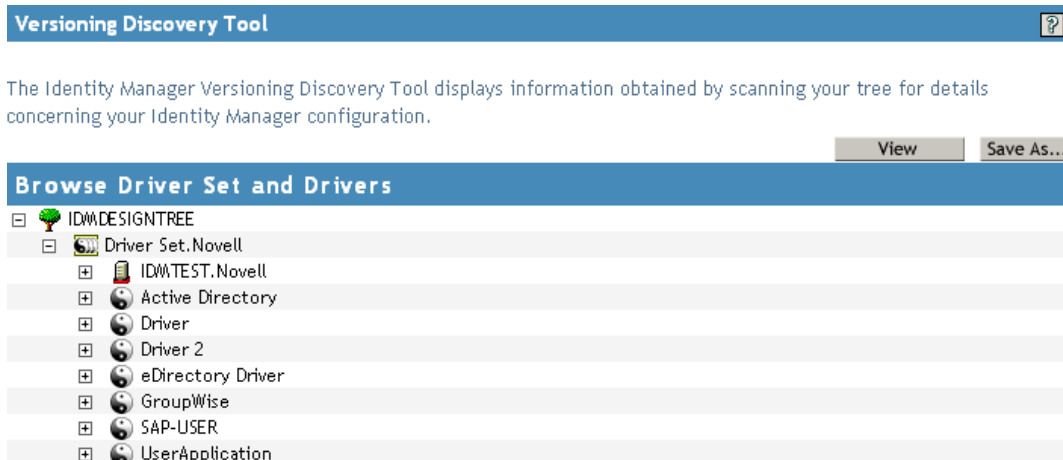 Versioning Discovery Tool
?
The Identity Manager Versioning Discovery Tool displays information obtained by scanning your tree for details
concerning your Identity Manager configuration.
View Save As...
Browse Driver Set and Drivers
IDMDESIGNTREE
Driver Set.Novell
IDMTEST.Novell
Active Directory
Driver
Driver 2
eDirectory Driver
GroupWise
SAP-USER
UserApplication